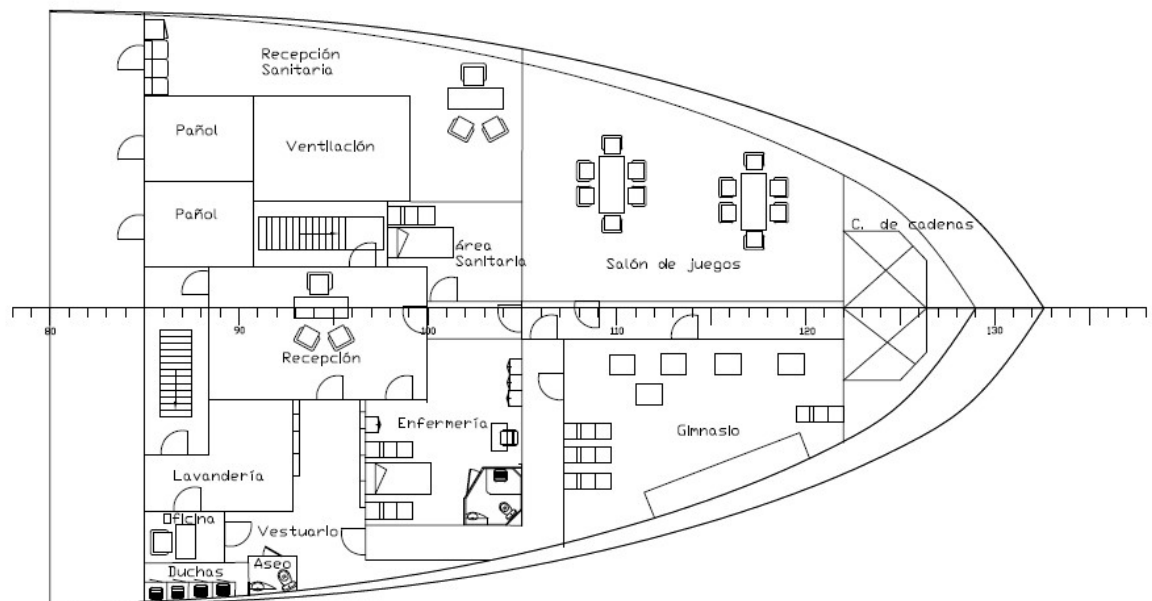 Recepción
Sanitaria
Pañol
Ventilación
Pañol
Área
Sanitaria
Salón de juegos
C. de cadenas
80
90
100
110
120
130
Recepción
Enfermería
Gimnasio
Lavandería
Oficina
Vestuario
Duchas
Aseo